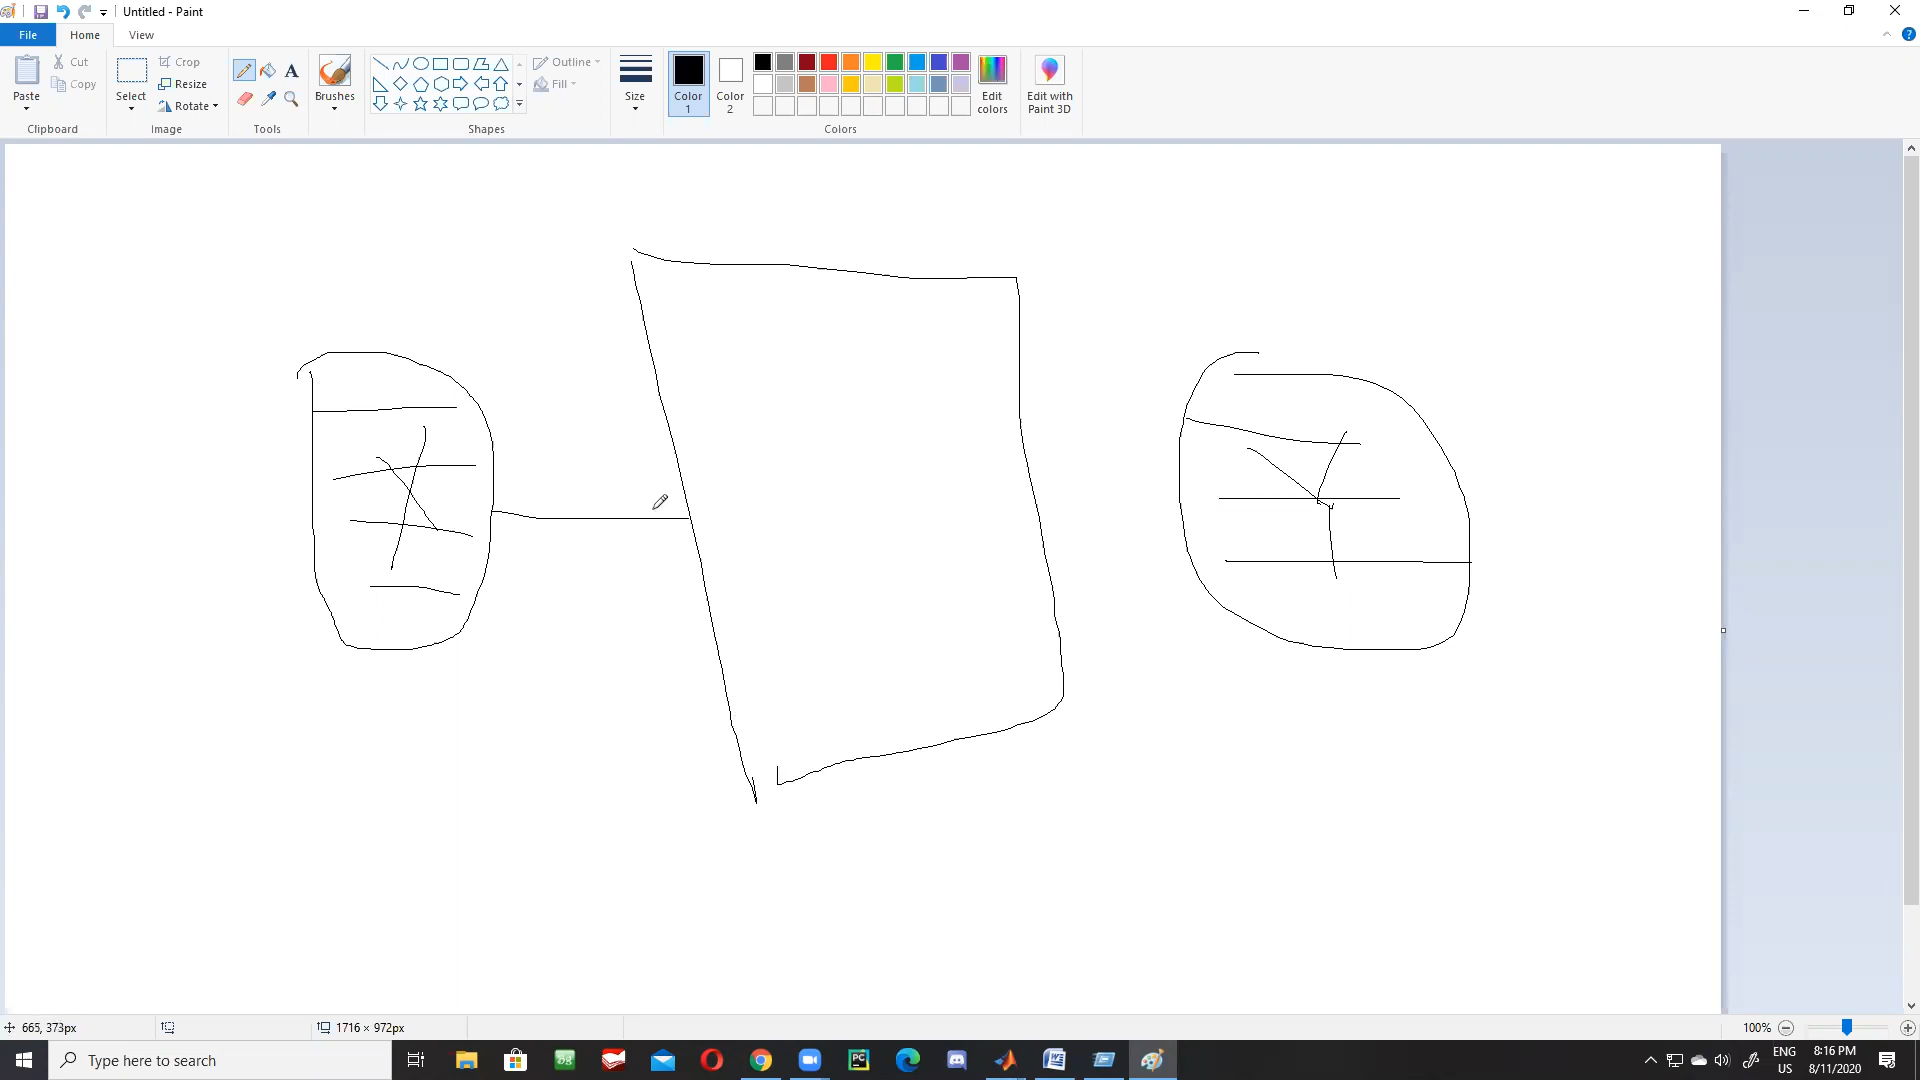 Untitled - Paint
File Home View
Paste
Cut
Copy
Clipboard
Select
Crop
Resize
Rotate
Image
Tools
Brushes
Outline
Fill
Shapes
Size
Color 1
Color 2
Edit colors
Colors
Edit with Paint 3D
X
Y
665, 373px
1716 × 972px
100%
Type here to search
PC
ENG
US
8:16 PM
8/11/2020